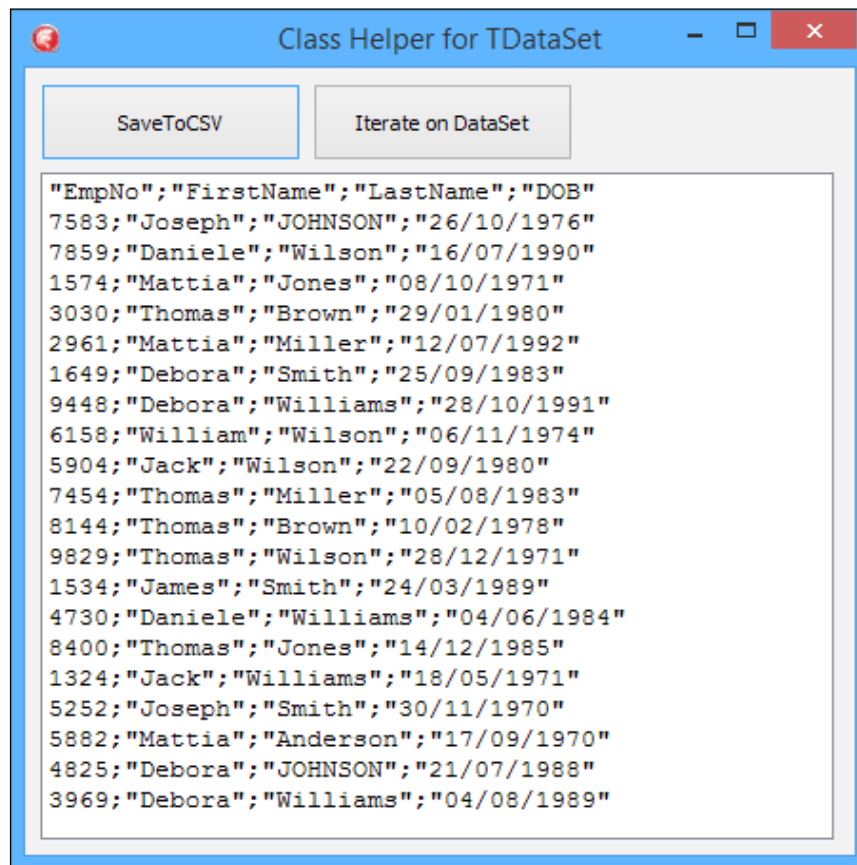 Class Helper for TDataSet
SaveToCSV
Iterate on DataSet
"EmpNo";"FirstName";"LastName";"DOB"
7583;"Joseph";"JOHNSON";"26/10/1976"
7859;"Daniele";"Wilson";"16/07/1990"
1574;"Mattia";"Jones";"08/10/1971"
3030;"Thomas";"Brown";"29/01/1980"
2961;"Mattia";"Miller";"12/07/1992"
1649;"Debora";"Smith";"25/09/1983"
9448;"Debora";"Williams";"28/10/1991"
6158;"William";"Wilson";"06/11/1974"
5904;"Jack";"Wilson";"22/09/1980"
7454;"Thomas";"Miller";"05/08/1983"
8144;"Thomas";"Brown";"10/02/1978"
9829;"Thomas";"Wilson";"28/12/1971"
1534;"James";"Smith";"24/03/1989"
4730;"Daniele";"Williams";"04/06/1984"
8400;"Thomas";"Jones";"14/12/1985"
1324;"Jack";"Williams";"18/05/1971"
5252;"Joseph";"Smith";"30/11/1970"
5882;"Mattia";"Anderson";"17/09/1970"
4825;"Debora";"JOHNSON";"21/07/1988"
3969;"Debora";"Williams";"04/08/1989"